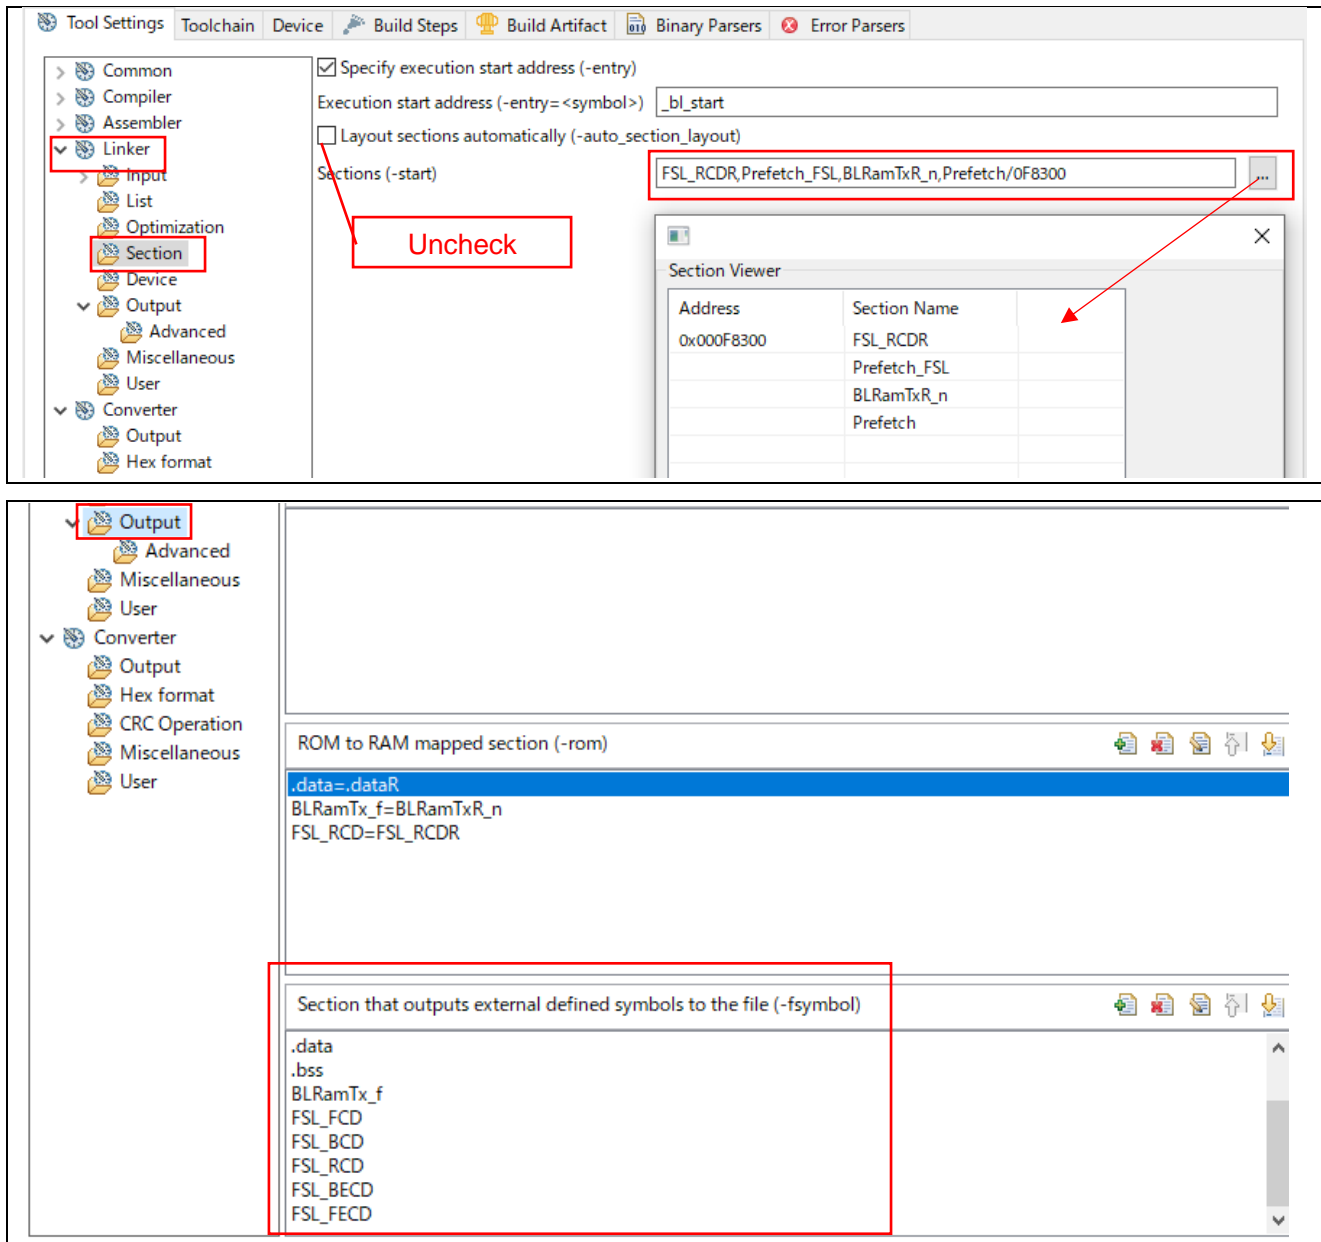 Tool Settings Toolchain Device Build Steps Build Artifact Binary Parsers Error Parsers
Common
Compiler
Assembler
Linker
Input
List
Optimization
Section
Device
Output
Advanced
Miscellaneous
User
Converter
Output
Hex format
Specify execution start address (-entry)
Execution start address (-entry=<symbol>) _bl_start
Layout sections automatically (-auto_section_layout)
Sections (-start) FSL_RCDR,Prefetch_FSL,BLRamTxR_n,Prefetch/0F8300 ...
Uncheck
Section Viewer
Address Section Name
0x000F8300 FSL_RCDR
Prefetch_FSL
BLRamTxR_n
Prefetch
Output
Advanced
Miscellaneous
User
Converter
Output
Hex format
CRC Operation
Miscellaneous
User
ROM to RAM mapped section (-rom)
.data=.dataR
BLRamTx_f=BLRamTxR_n
FSL_RCD=FSL_RCDR
Section that outputs external defined symbols to the file (-fsymbol)
.data
.bss
BLRamTx_f
FSL_FCD
FSL_BCD
FSL_RCD
FSL_BECD
FSL_FECD